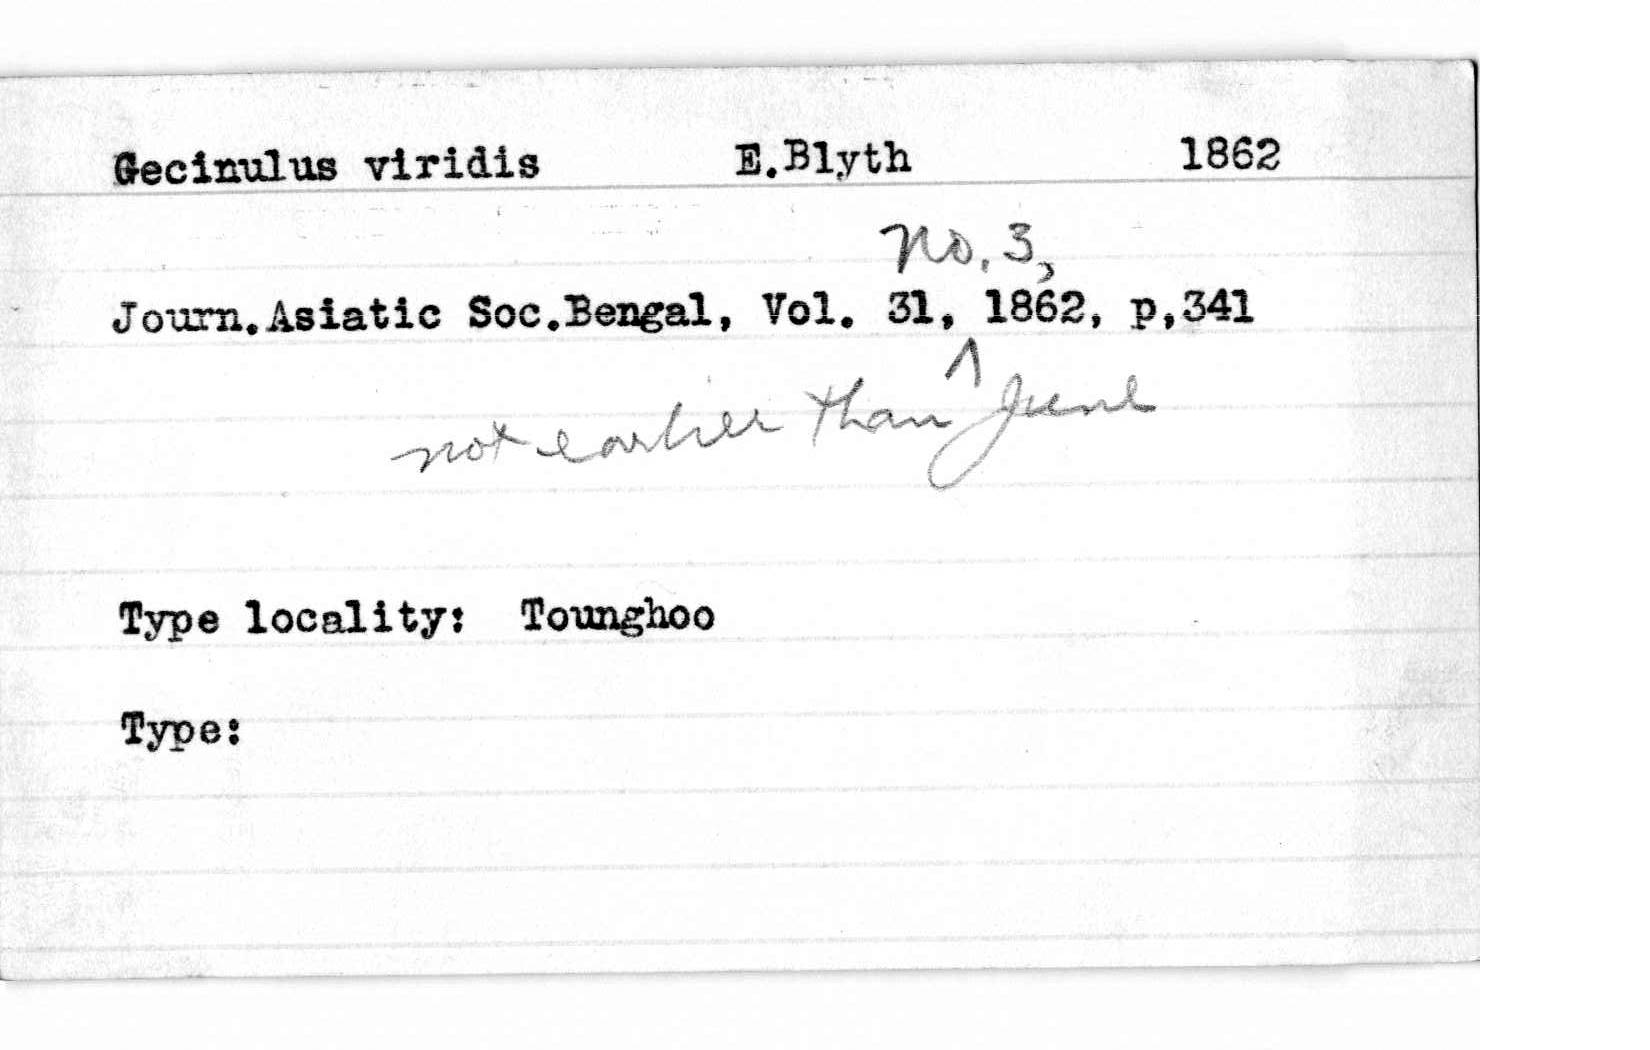 Gecinulus viridis E.Blyth 1862
no. 3,
Journ.Asiatic Soc.Bengal, Vol. 31, 1862, p,341
^
not earlier than June
Type locality: Tounghoo
Type: